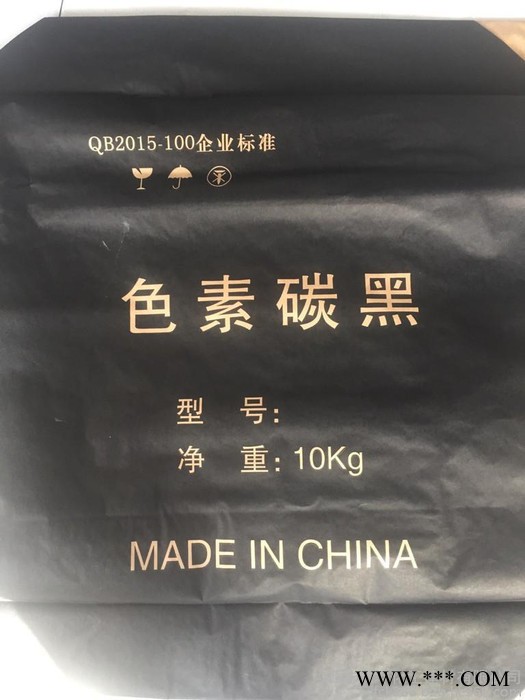 QB2015-100企业标准
色素碳黑
型 号:
净 重: 10Kg
MADE IN CHINA
WWW.***.COM